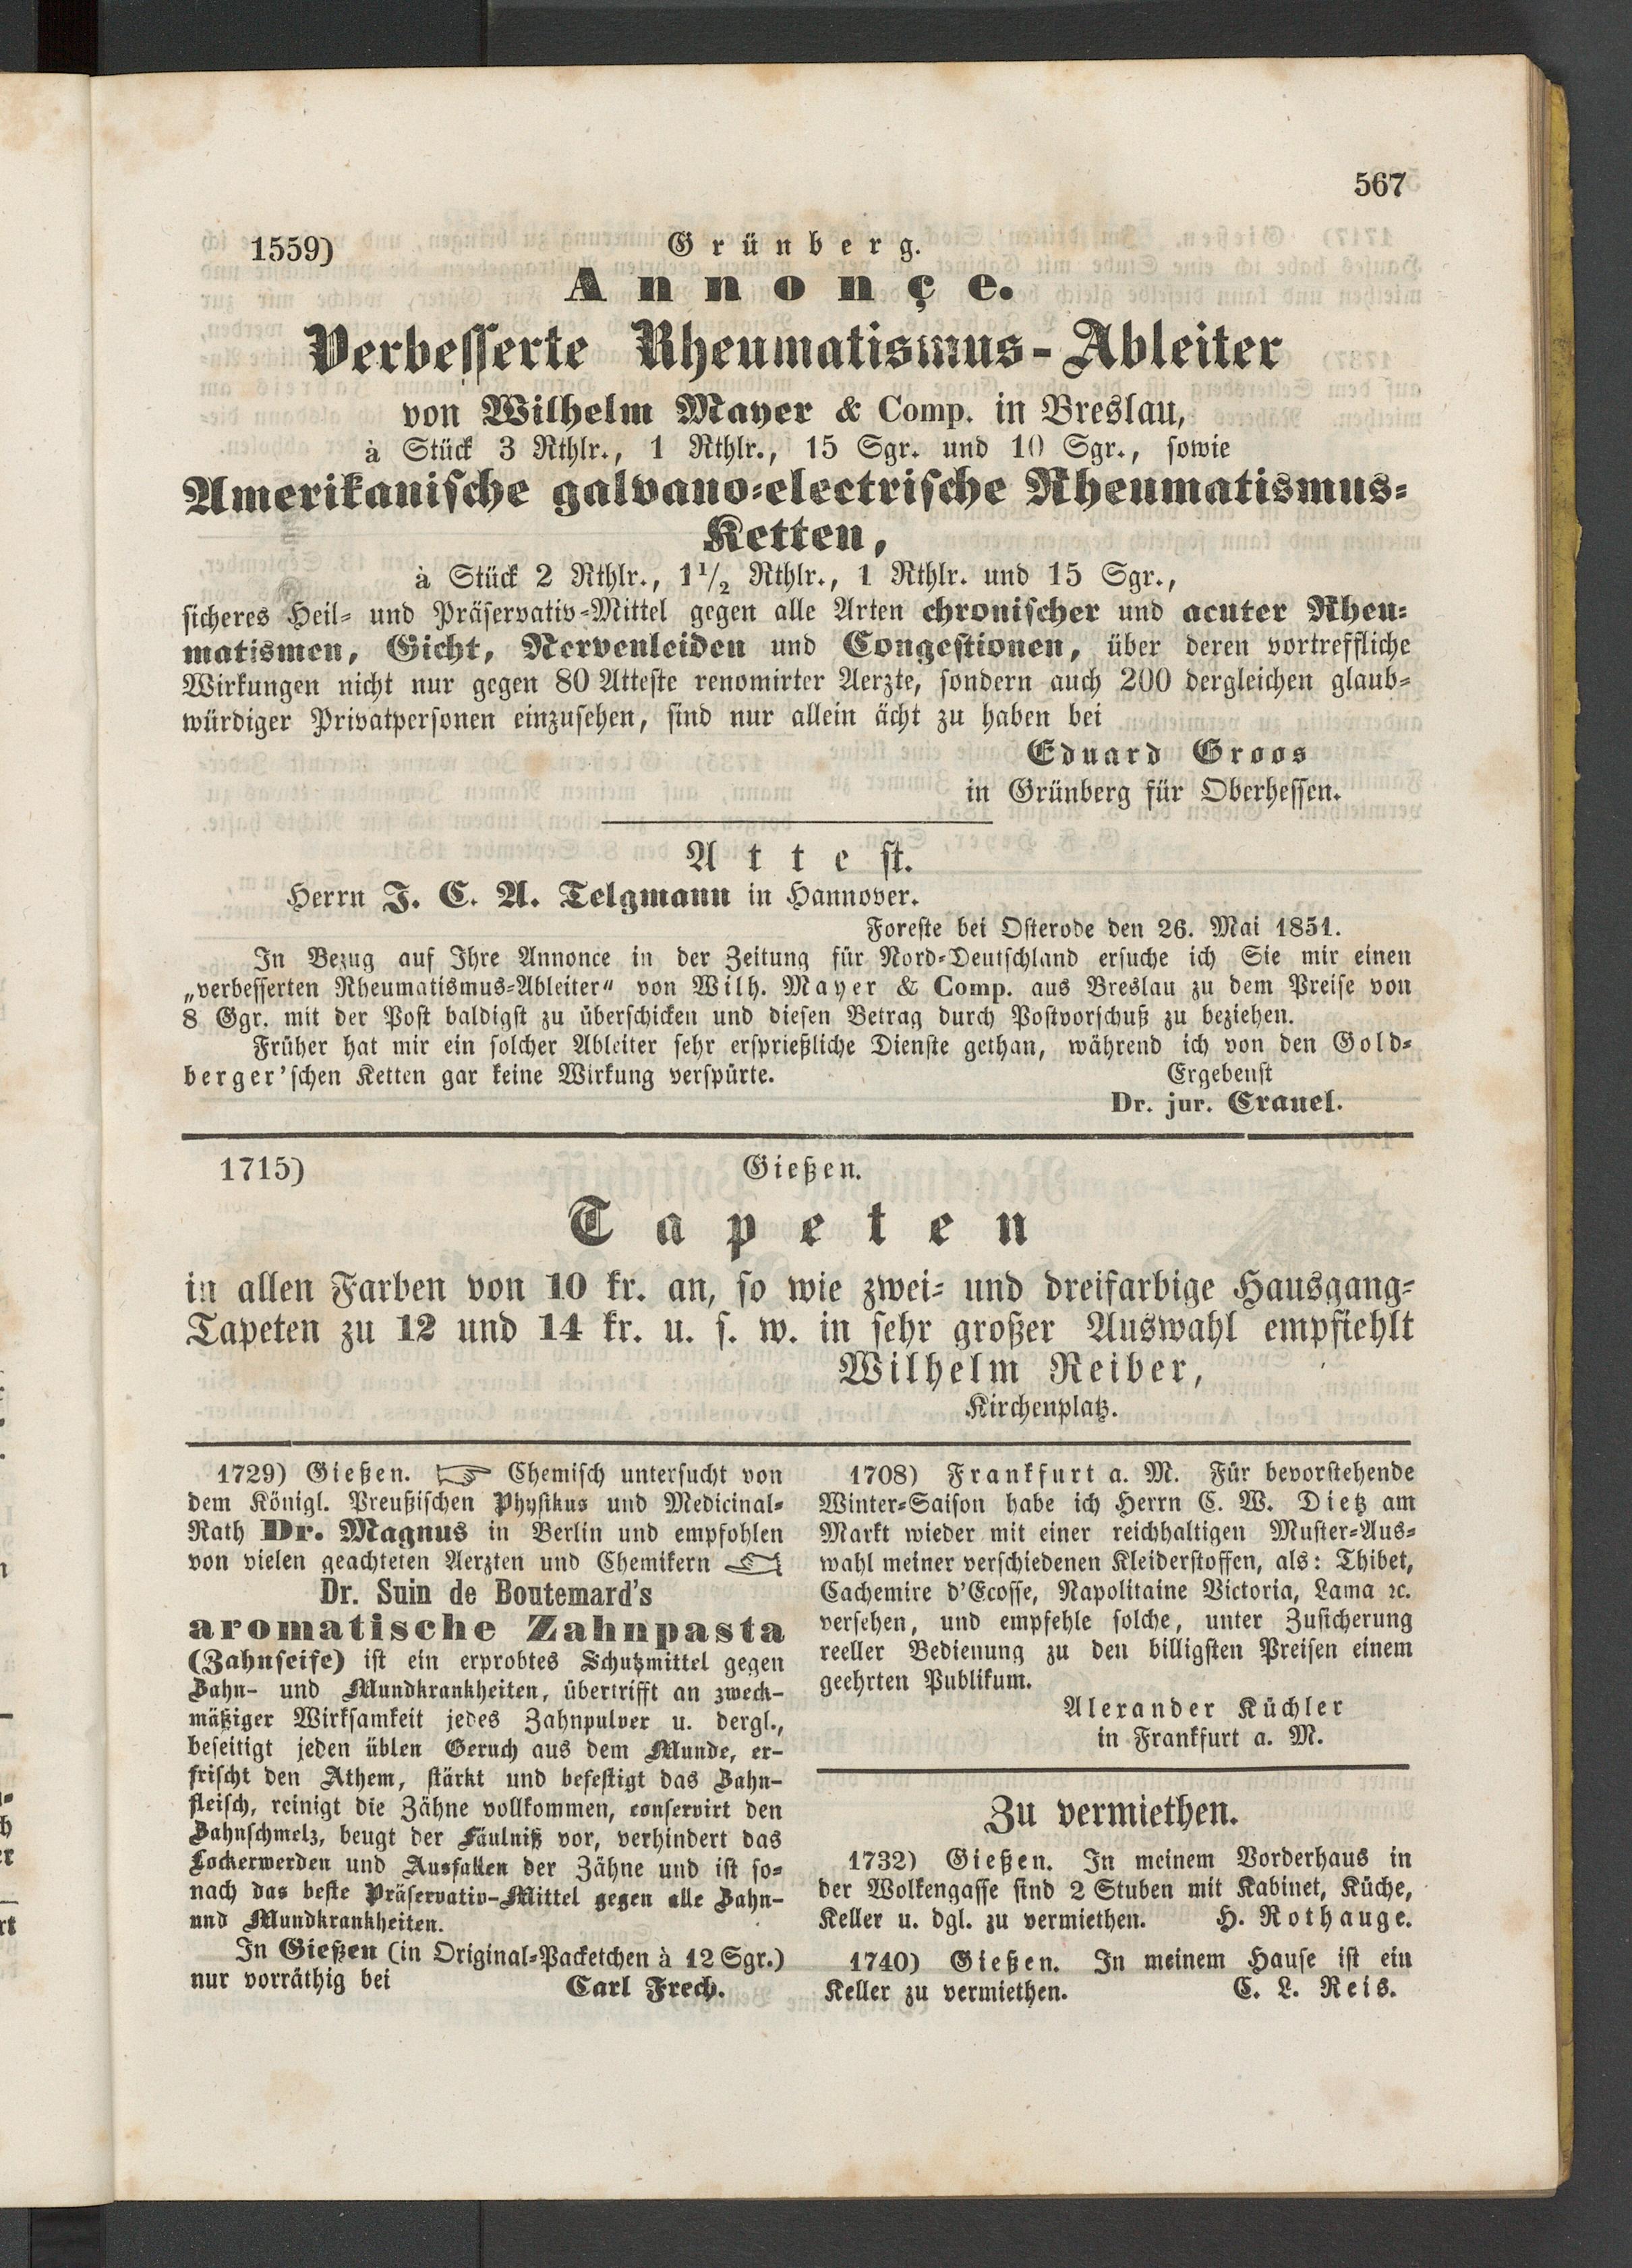 567
1559)
Grünberg.
Annonçe.
Verbesserte Rheumatismus-Ableiter
von Wilhelm Mayer & Comp. in Breslau,
à Stück 3 Rthlr., 1 Rthlr., 15 Sgr. und 10 Sgr., sowie
Amerikanische galvano-electrische Rheumatismus-
Ketten,
à Stück 2 Rthlr., 1 1/2 Rthlr., 1 Rthlr. und 15 Sgr.,
sicheres Heil- und Präservativ-Mittel gegen alle Arten chronischer und acuter Rheu-
matismen, Gicht, Nervenleiden und Congestionen, über deren vortreffliche
Wirkungen nicht nur gegen 80 Atteste renomirter Aerzte, sondern auch 200 dergleichen glaub-
würdiger Privatpersonen einzusehen, sind nur allein ächt zu haben bei
Eduard Groos
in Grünberg für Oberhessen.
Attest.
Herrn J. C. A. Telgmann in Hannover.
Foreste bei Osterode den 26. Mai 1851.
In Bezug auf Ihre Annonce in der Zeitung für Nord-Deutschland ersuche ich Sie mir einen
„verbesserten Rheumatismus-Ableiter" von Wilh. Mayer & Comp. aus Breslau zu dem Preise von
8 Ggr. mit der Post baldigst zu überschicken und diesen Betrag durch Postvorschuß zu beziehen.
Früher hat mir ein solcher Ableiter sehr ersprießliche Dienste gethan, während ich von den Gold-
berger'schen Ketten gar keine Wirkung verspürte.
Ergebenst
Dr. jur. Crauel.
1715)
Gießen.
Tapeten
in allen Farben von 10 kr. an, so wie zwei- und dreifarbige Hausgang-
Tapeten zu 12 und 14 kr. u. s. w. in sehr großer Auswahl empfiehlt
Wilhelm Reiber,
Kirchenplatz.
1729) Gießen. ☞ Chemisch untersucht von
dem Königl. Preußischen Physikus und Medicinal-
Rath Dr. Magnus in Berlin und empfohlen
von vielen geachteten Aerzten und Chemikern ☜
Dr. Suin de Boutemard's
aromatische Zahnpasta
(Zahnseife) ist ein erprobtes Schutzmittel gegen
Zahn- und Mundkrankheiten, übertrifft an zweck-
mäßiger Wirksamkeit jedes Zahnpulver u. dergl.,
beseitigt jeden üblen Geruch aus dem Munde, er-
frischt den Athem, stärkt und befestigt das Zahn-
fleisch, reinigt die Zähne vollkommen, conservirt den
Zahnschmelz, beugt der Fäulniß vor, verhindert das
Lockerwerden und Ausfallen der Zähne und ist so-
nach das beste Präservativ-Mittel gegen alle Zahn-
und Mundkrankheiten.
In Gießen (in Original-Packetchen à 12 Sgr.)
nur vorräthig bei
Carl Frech.
1708) Frankfurt a. M. Für bevorstehende
Winter-Saison habe ich Herrn C. W. Dietz am
Markt wieder mit einer reichhaltigen Muster-Aus-
wahl meiner verschiedenen Kleiderstoffen, als: Thibet,
Cachemire d'Ecosse, Napolitaine Victoria, Lama ꝛc.
versehen, und empfehle solche, unter Zusicherung
reeller Bedienung zu den billigsten Preisen einem
geehrten Publikum.
Alexander Küchler
in Frankfurt a. M.
Zu vermiethen.
1732) Gießen. In meinem Vorderhaus in
der Wolkengasse sind 2 Stuben mit Kabinet, Küche,
Keller u. dgl. zu vermiethen. H. Rothauge.
1740) Gießen. In meinem Hause ist ein
Keller zu vermiethen. C. L. Reis.